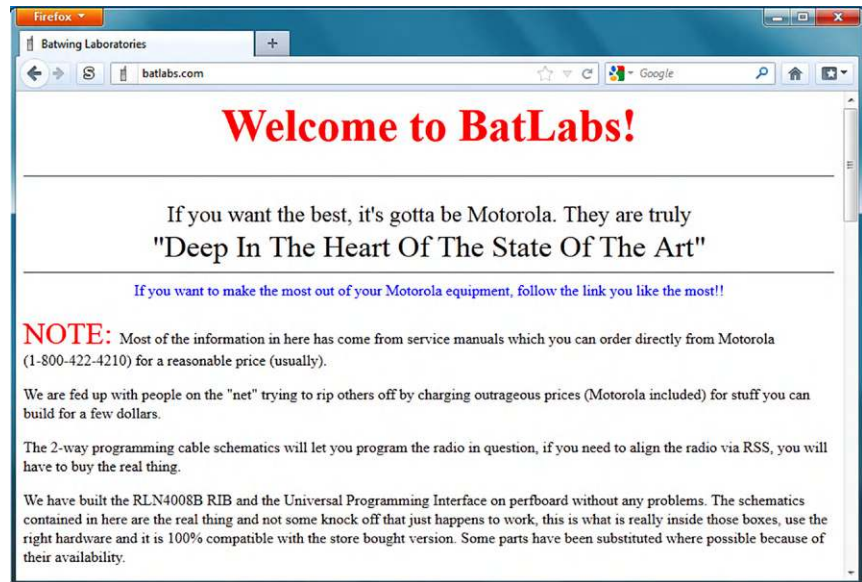 Firefox
Batwing Laboratories
batlabs.com
Google
Welcome to BatLabs!
If you want the best, it's gotta be Motorola. They are truly
"Deep In The Heart Of The State Of The Art"
If you want to make the most out of your Motorola equipment, follow the link you like the most!!
NOTE: Most of the information in here has come from service manuals which you can order directly from Motorola
(1-800-422-4210) for a reasonable price (usually).
We are fed up with people on the "net" trying to rip others off by charging outrageous prices (Motorola included) for stuff you can
build for a few dollars.
The 2-way programming cable schematics will let you program the radio in question, if you need to align the radio via RSS, you will
have to buy the real thing.
We have built the RLN4008B RIB and the Universal Programming Interface on perfboard without any problems. The schematics
contained in here are the real thing and not some knock off that just happens to work, this is what is really inside those boxes, use the
right hardware and it is 100% compatible with the store bought version. Some parts have been substituted where possible because of
their availability.